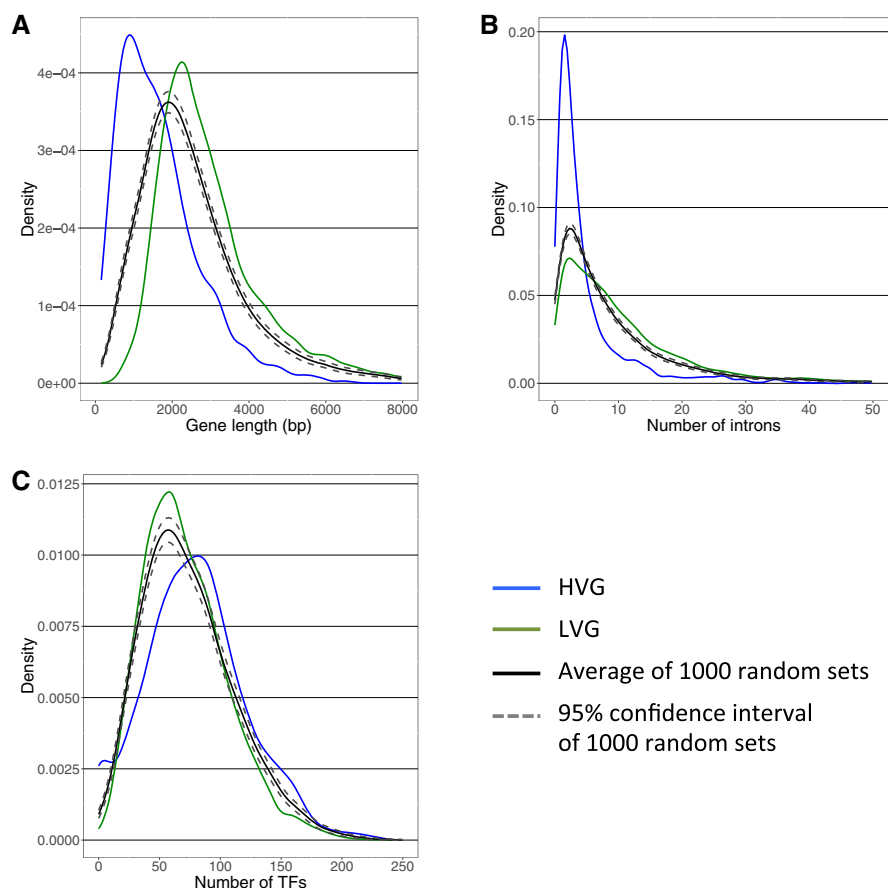 A
4e−04
3e−04
2e−04
1e−04
0e+00
Density
0 2000 4000 6000 8000
Gene length (bp)
B
0.20
0.15
0.10
0.05
0.00
Density
0 10 20 30 40 50
Number of introns
C
0.0125
0.0100
0.0075
0.0050
0.0025
0.0000
Density
0 50 100 150 200 250
Number of TFs
HVG
LVG
Average of 1000 random sets
95% confidence interval
of 1000 random sets